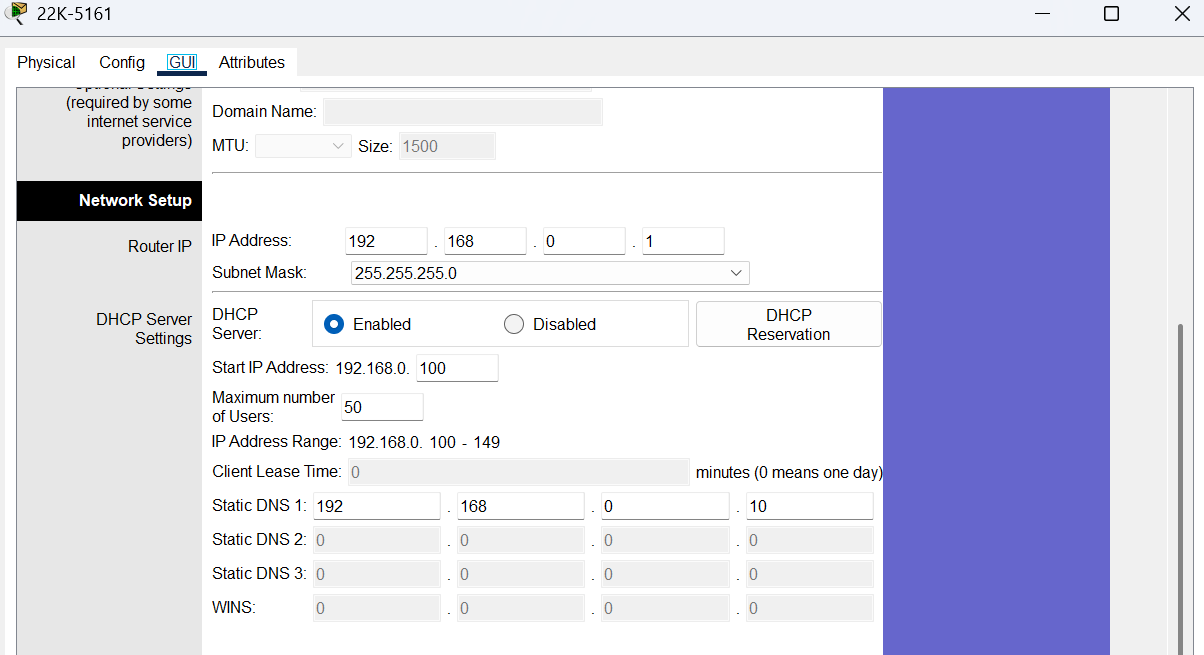 22K-5161
Physical Config GUI Attributes
(required by some
internet service
providers)
Domain Name:
MTU: Size: 1500
Network Setup
Router IP
IP Address: 192 . 168 . 0 . 1
Subnet Mask: 255.255.255.0
DHCP Server
Settings
DHCP
Server:
Enabled Disabled
DHCP
Reservation
Start IP Address: 192.168.0. 100
Maximum number
of Users: 50
IP Address Range: 192.168.0. 100 - 149
Client Lease Time: 0 minutes (0 means one day)
Static DNS 1: 192 . 168 . 0 . 10
Static DNS 2: 0 . 0 . 0 . 0
Static DNS 3: 0 . 0 . 0 . 0
WINS: 0 . 0 . 0 . 0